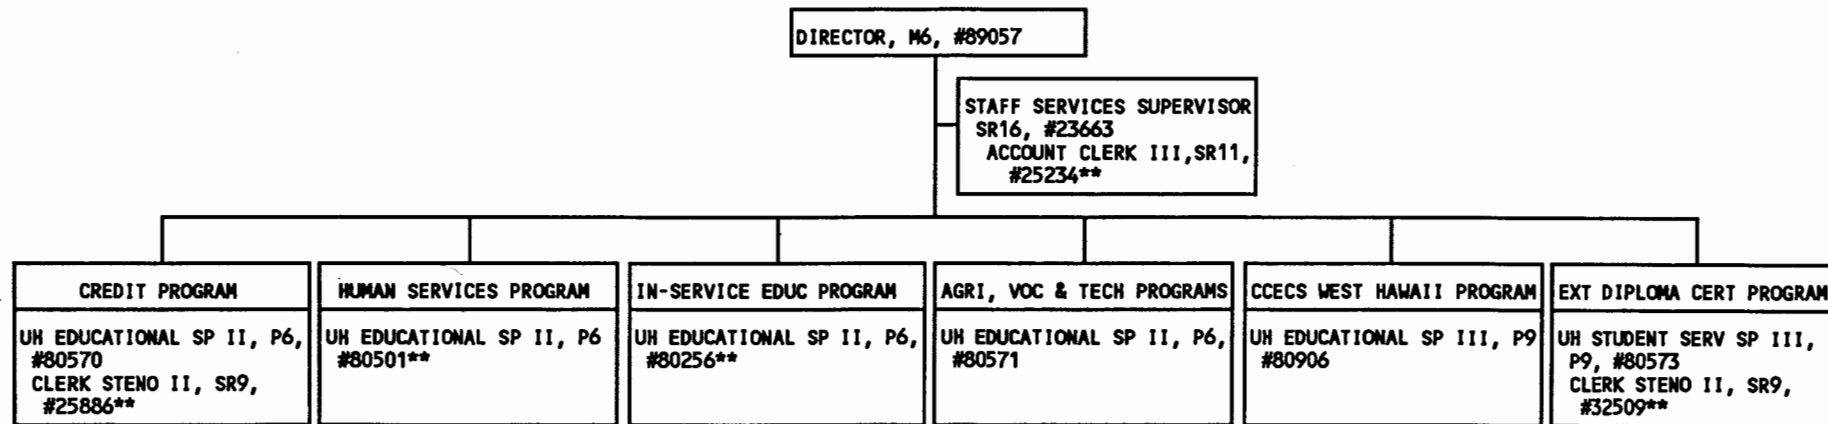 DIRECTOR, M6, #89057
STAFF SERVICES SUPERVISOR
SR16, #23663
ACCOUNT CLERK III,SR11,
#25234**
CREDIT PROGRAM
UH EDUCATIONAL SP II, P6,
#80570
CLERK STENO II, SR9,
#25886**
HUMAN SERVICES PROGRAM
UH EDUCATIONAL SP II, P6
#80501**
IN-SERVICE EDUC PROGRAM
UH EDUCATIONAL SP II, P6,
#80256**
AGRI, VOC & TECH PROGRAMS
UH EDUCATIONAL SP II, P6,
#80571
CCECS WEST HAWAII PROGRAM
UH EDUCATIONAL SP III, P9
#80906
EXT DIPLOMA CERT PROGRAM
UH STUDENT SERV SP III,
P9, #80573
CLERK STENO II, SR9,
#32509**